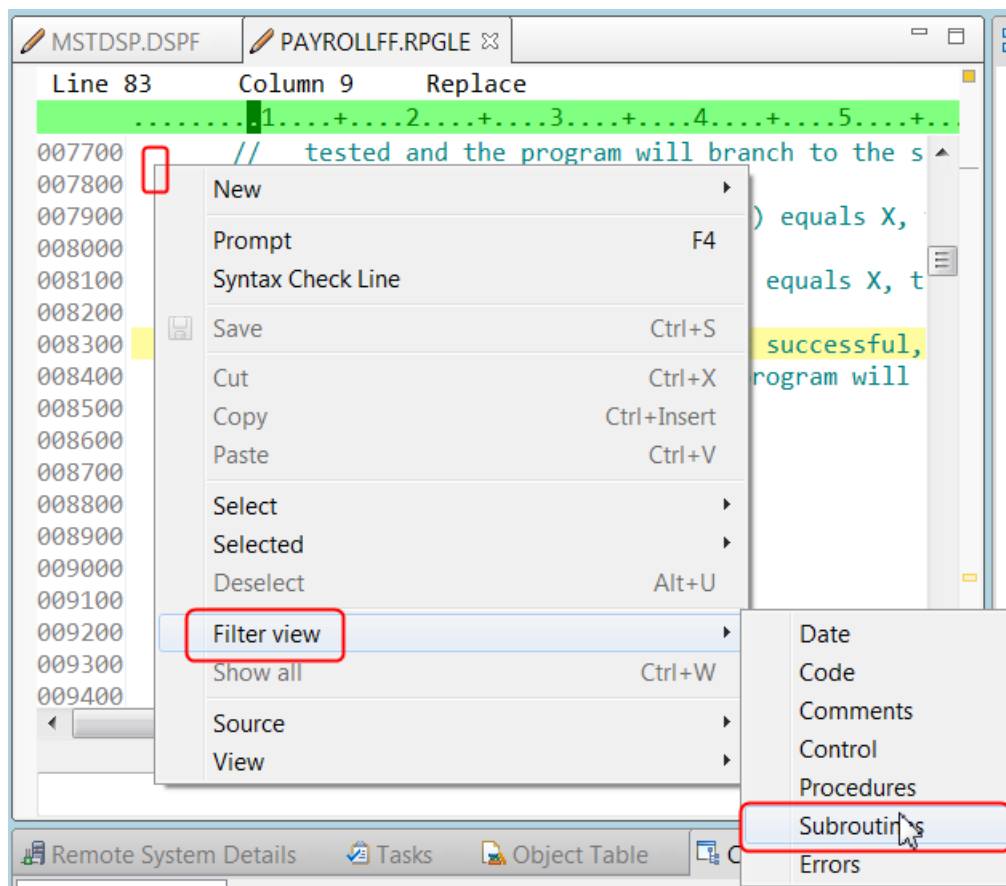 MSTDSP.DSPF PAYROLLFF.RPGLE
Line 83 Column 9 Replace
..........1....+....2....+....3....+....4....+....5....+...
007700 // tested and the program will branch to the s
007800
007900 ) equals X,
008000
008100 equals X, t
008200
008300 successful,
008400 rogram will
008500
008600
008700
008800
008900
009000
009100
009200
009300
009400
New
Prompt F4
Syntax Check Line
Save Ctrl+S
Cut Ctrl+X
Copy Ctrl+Insert
Paste Ctrl+V
Select
Selected
Deselect Alt+U
Filter view
Show all Ctrl+W
Source
View
Date
Code
Comments
Control
Procedures
Subroutines
Errors
Remote System Details Tasks Object Table C